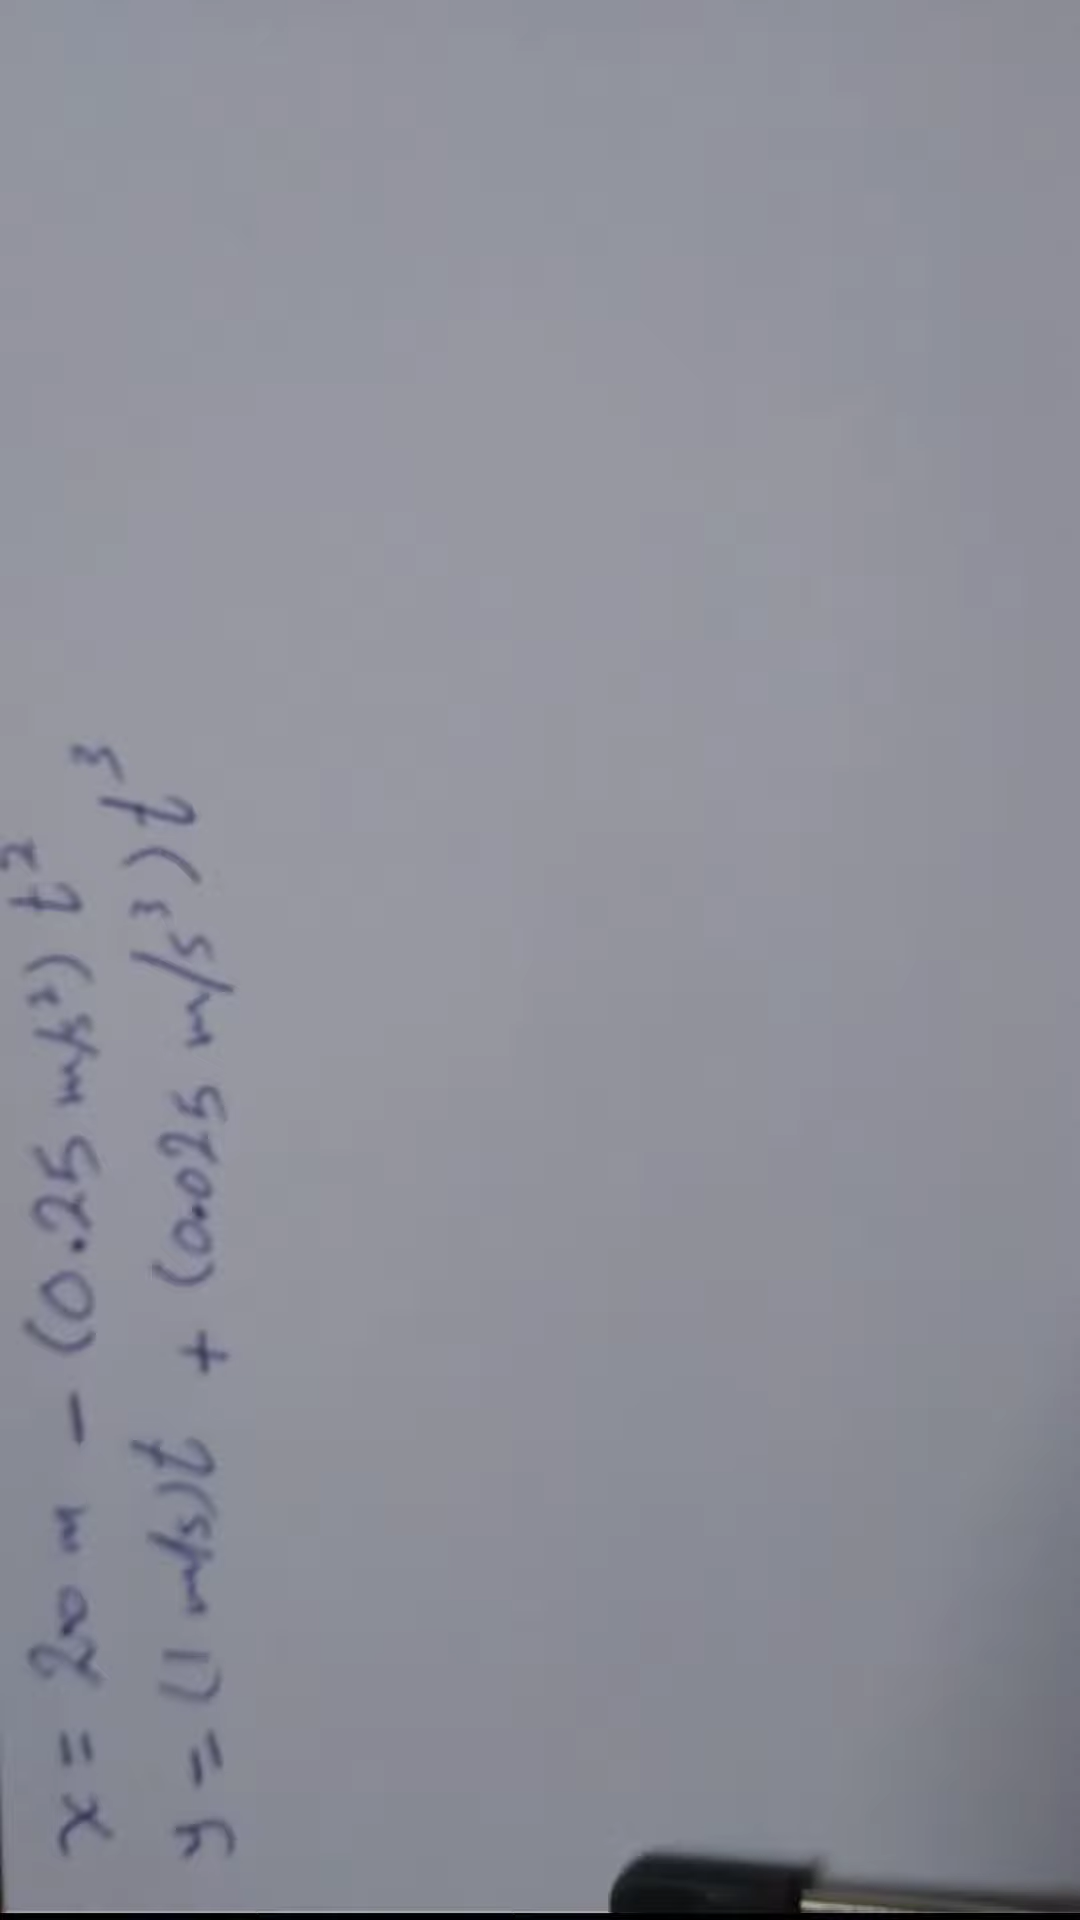 x = 20 m - (0.25 m/s²) t²
y = (1 m/s)t + (0.025 m/s³) t³